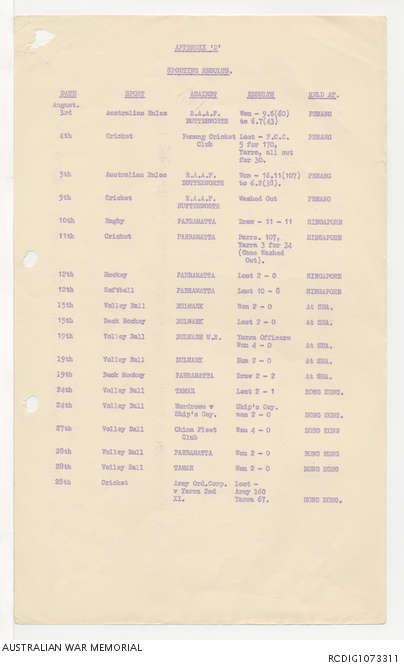 APPENDIX '2'
SPORTING RESULTS.
DATE SPORT AGAINST RESULTS HELD AT.
August.
3rd Australian Rules R.A.A.F. Won - 9.6(60) PENANG
BUTTERWORTH to 6.7(43)
4th Cricket Penang Cricket Lost - P.C.C. PENANG
Club 5 for 170,
Yarra, all out
for 30.
5th Australian Rules R.A.A.F. Won - 16.11(107) PENANG
BUTTERWORTH to 6.2(38).
5th Cricket R.A.A.F. Washed Out PENANG
BUTTERWORTH
10th Rugby PARRAMATTA Draw - 11 - 11 SINGAPORE
11th Cricket PARRAMATTA Parra. 107, SINGAPORE
Yarra 3 for 34
(Game Washed
Out).
12th Hockey PARRAMATTA Lost 2 - 0 SINGAPORE
12th Softball PARRAMATTA Lost 10 - 8 SINGAPORE
15th Volley Ball BULWARK Won 2 - 0 At SEA.
15th Deck Hockey BULWARK Lost 2 - 0 At SEA.
19th Volley Ball BULWARK W.R. Yarra Officers
Won 4 - 0 At SEA.
19th Volley Ball BULWARK 2 - 0 At SEA.
19th Deck Hockey PARRAMATTA Draw 2 - 2 At SEA.
24th Volley Ball TAMAR Lost 2 - 1 HONG KONG.
24th Volley Ball Wardroom v Ship's Coy.
Ship's Coy. won 2 - 0 HONG KONG.
27th Volley Ball China Fleet Won 4 - 0 HONG KONG
Club
28th Volley Ball PARRAMATTA Won 2 - 0 HONG KONG
28th Volley Ball TAMAR Won 2 - 0 HONG KONG
28th Cricket Army Ord.Corp. Lost -
v Yarra 2nd Army 160
XI. Yarra 67. HONG KONG.
AUSTRALIAN WAR MEMORIAL RCDIG1073311